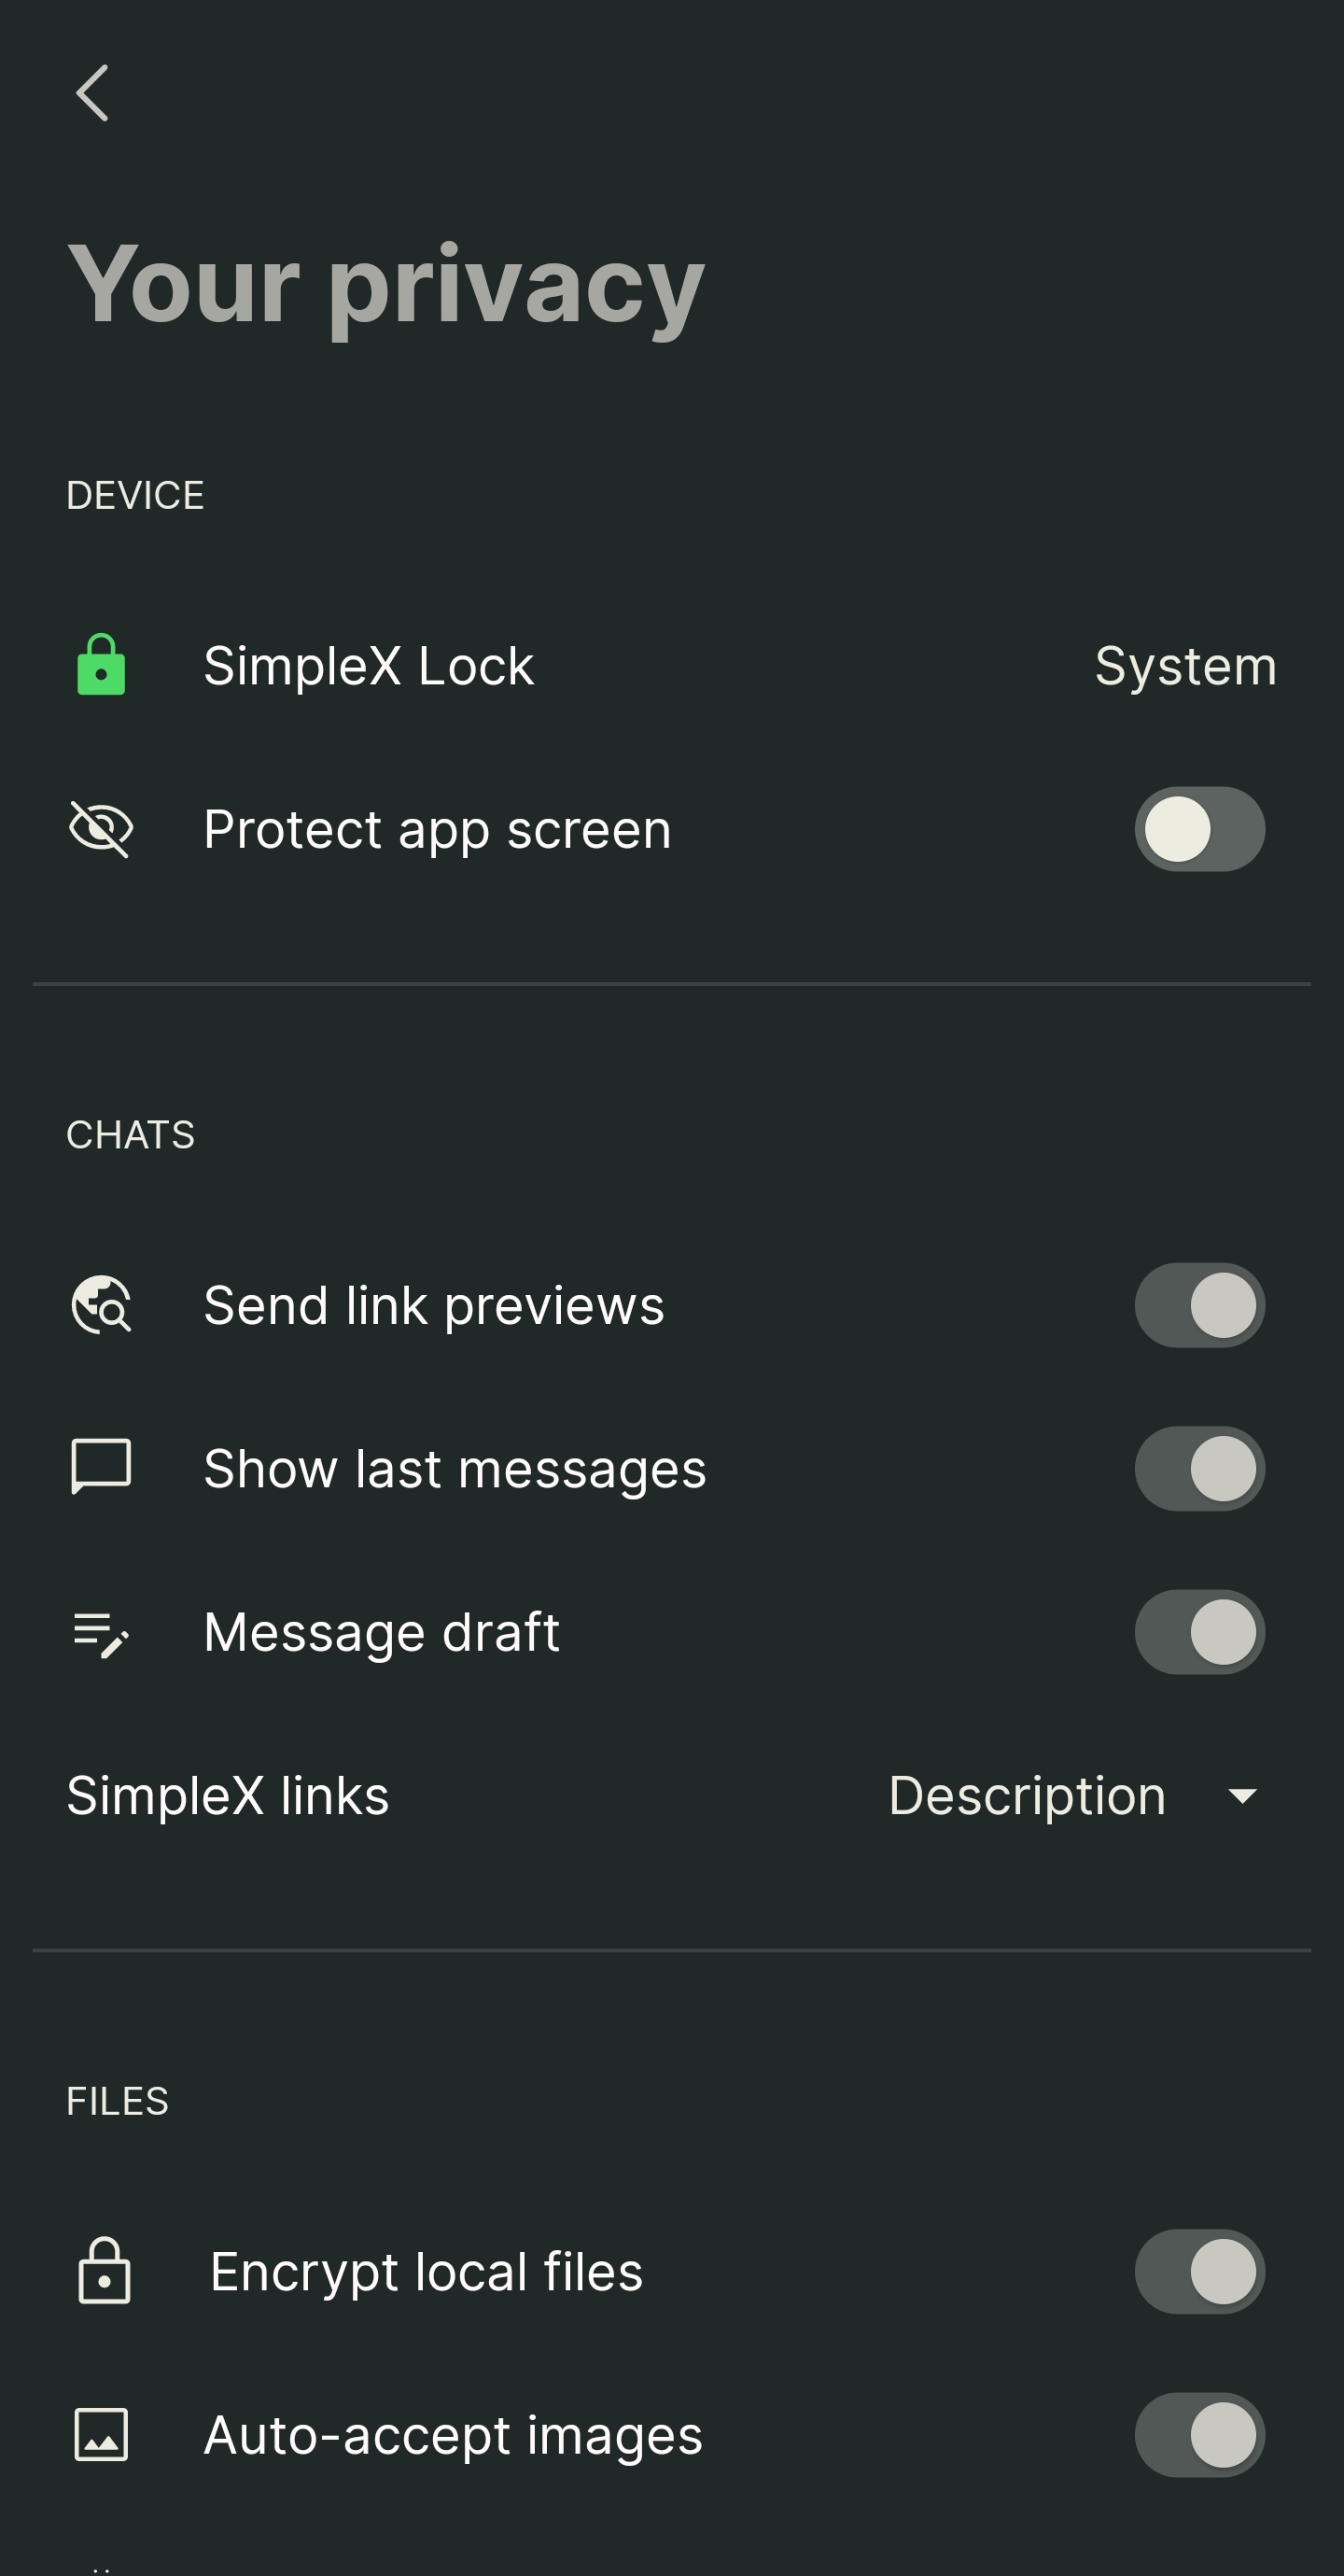 Your privacy
DEVICE
SimpleX Lock System
Protect app screen
CHATS
Send link previews
Show last messages
Message draft
SimpleX links Description
FILES
Encrypt local files
Auto-accept images